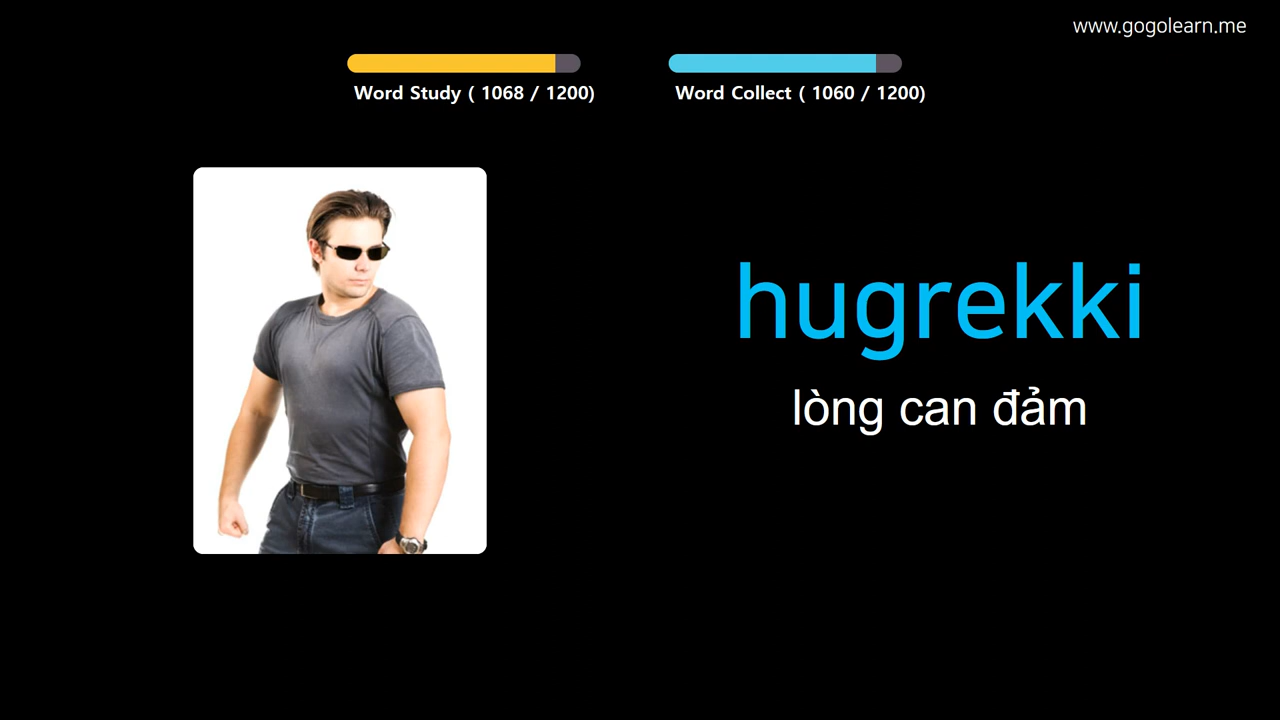 www.gogolearn.me
Word Study ( 1068 / 1200)
Word Collect ( 1060 / 1200)
hugrekki
lòng can đảm